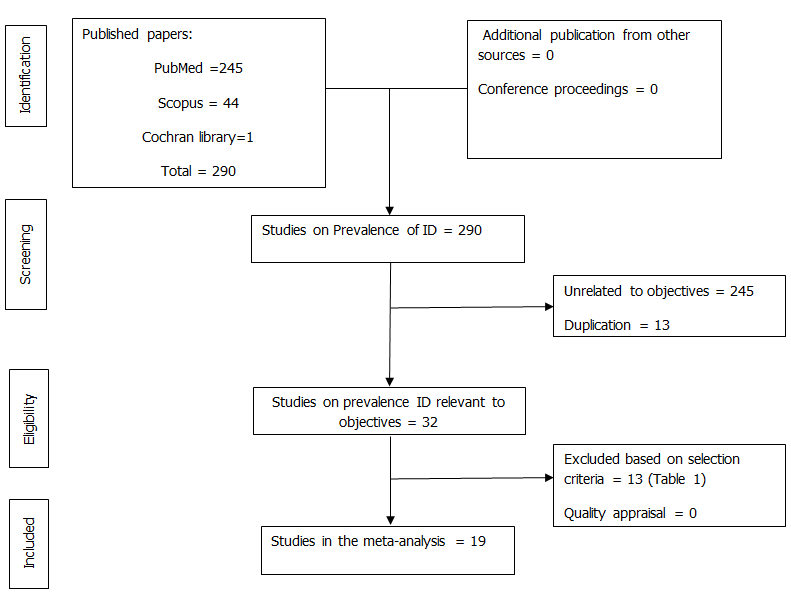 Identification
Published papers:
PubMed =245
Scopus = 44
Cochran library=1
Total = 290
Additional publication from other
sources = 0
Conference proceedings = 0
Screening
Studies on Prevalence of ID = 290
Unrelated to objectives = 245
Duplication = 13
Eligibility
Studies on prevalence ID relevant to
objectives = 32
Excluded based on selection
criteria = 13 (Table 1)
Quality appraisal = 0
Included
Studies in the meta-analysis = 19